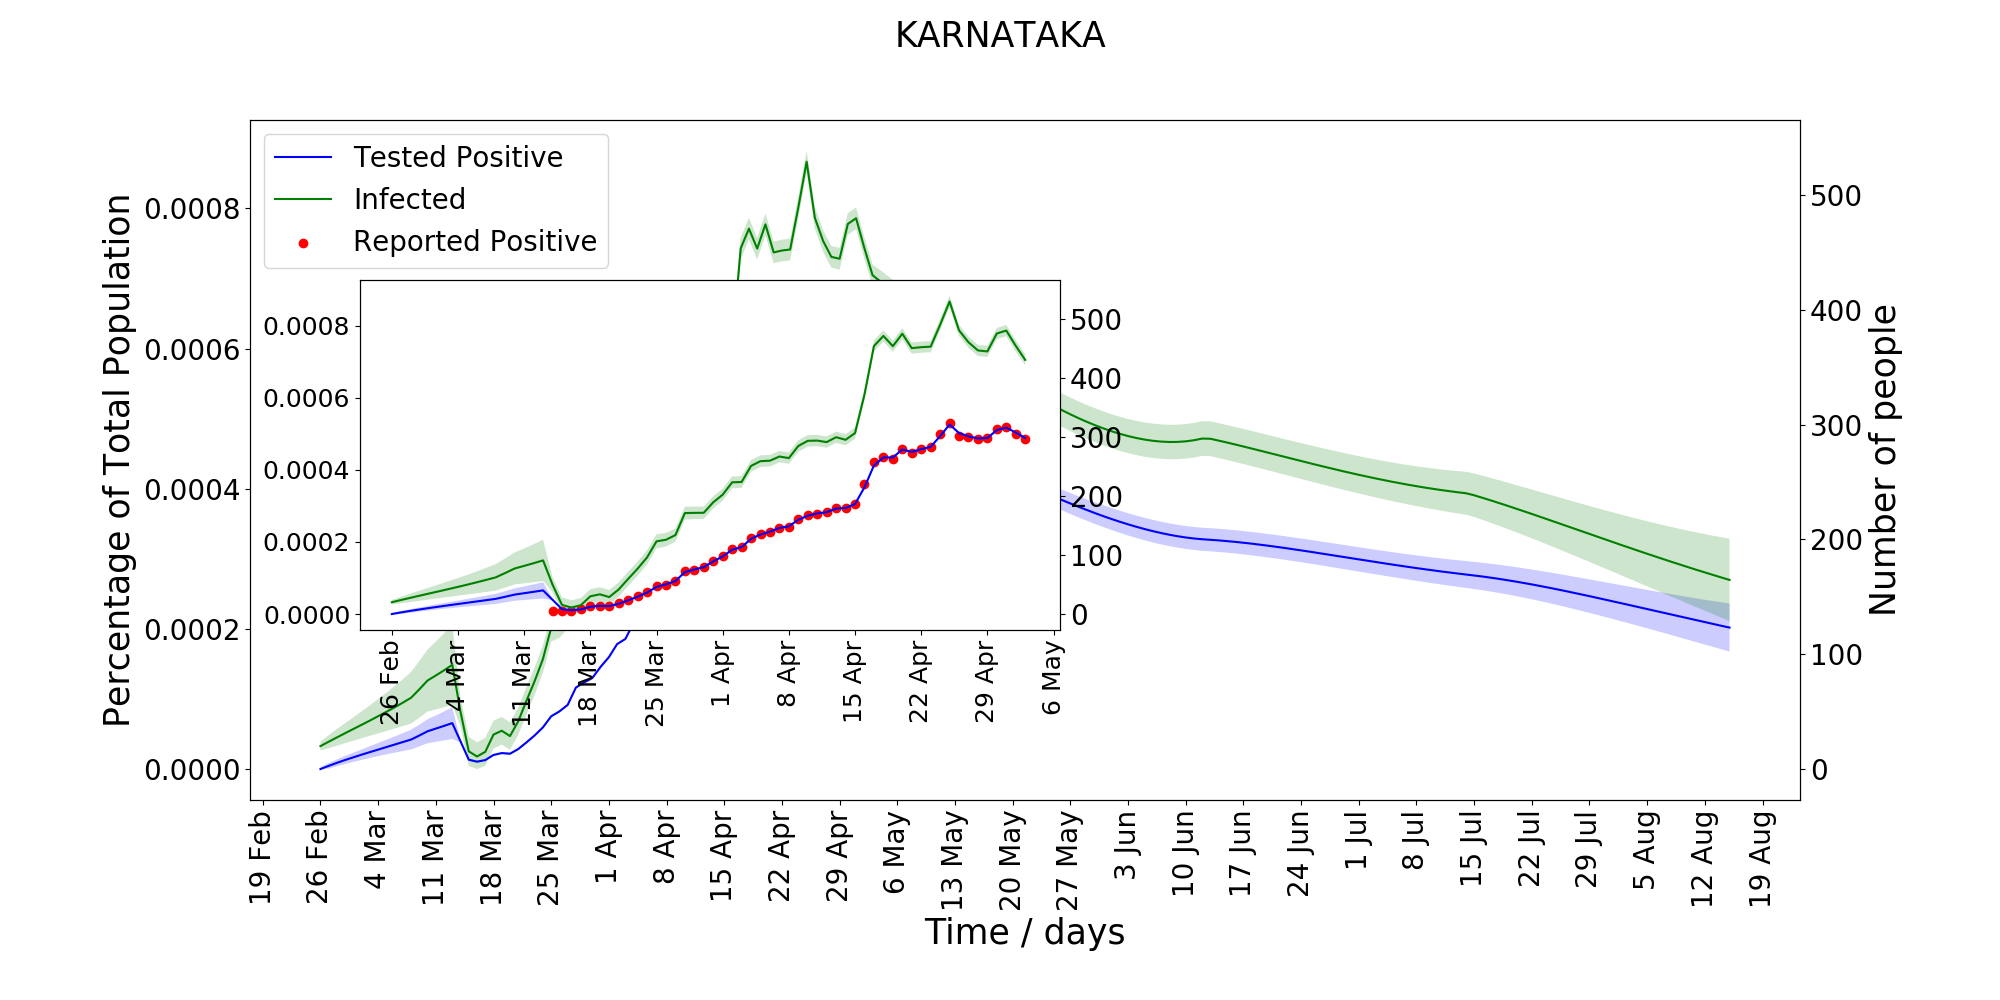 KARNATAKA
Tested Positive
Infected
Reported Positive
Percentage of Total Population
0.0008
0.0006
0.0004
0.0002
0.0000
500
400
300
200
100
0
Number of people
0.0008
0.0006
0.0004
0.0002
0.0000
500
400
300
200
100
0
26 Feb
4 Mar
11 Mar
18 Mar
25 Mar
1 Apr
8 Apr
15 Apr
22 Apr
29 Apr
6 May
19 Feb
26 Feb
4 Mar
11 Mar
18 Mar
25 Mar
1 Apr
8 Apr
15 Apr
22 Apr
29 Apr
6 May
13 May
20 May
27 May
3 Jun
10 Jun
17 Jun
24 Jun
1 Jul
8 Jul
15 Jul
22 Jul
29 Jul
5 Aug
12 Aug
19 Aug
Time / days